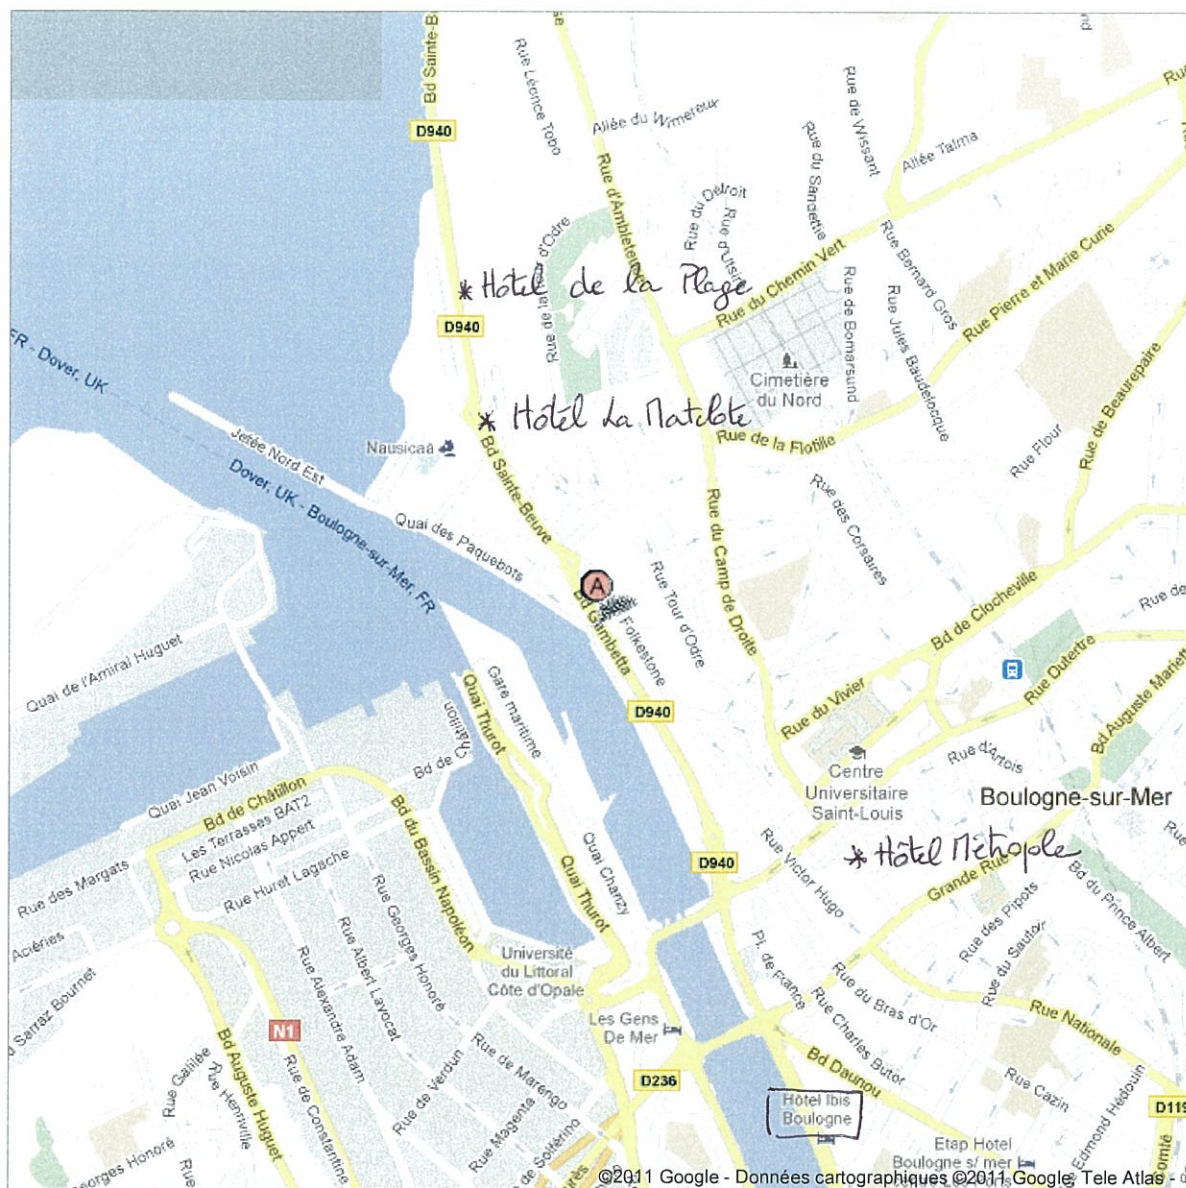 Bd Sainte-B
D940
Rue Léonce Tobo
Allée du Wimereux
Rue d'Ambleteuse
Rue du Détroit
Rue du Sandettie
Rue de Wissant
Allée Talma
* Hôtel de la Plage
Rue du Chemin Vert
Rue Bernard Gros
Rue Pierre et Marie Curie
D940
ER - Dover, UK
Rue de Bomarsund
Rue Jules Baudelocque
Rue de Beaurepaire
Cimetière
du Nord
* Hôtel La Matelote
Nausicaä
Jetée Nord Est
Dover, UK - Boulogne-sur-Mer, FR
Bd Sainte-Beuve
Rue de la Flotille
Rue Flour
Quai des Paquebots
Rue du Camp de Droite
Rue des Corsaires
A
Bd Gambetta
Folkestone
Rue Tour d'Odre
Bd de Clocheville
Rue de
Quai de l'Amiral Huguet
Quai Thurot
Gare maritime
D940
Rue du Vivier
Rue Dutertre
Bd Auguste Mariett
Quai Jean Voisin
Bd de Châtillon
Bd de Châtillon
Les Terrasses BAT2
Rue Nicolas Appert
Rue Huret Lagache
Bd du Bassin Napoléon
Rue d'Artois
Centre
Universitaire
Saint-Louis
Boulogne-sur-Mer
* Hôtel Métropole
D940
Quai Chanzy
Quai Thurot
Rue Victor Hugo
Grande Rue
Bd du Prince Albert
Rue des Margats
Aciéries
Sarraz Bournet
Rue Georges Honoré
Rue Albert Lavocat
Rue Alexandre Adam
Université
du Littoral
Côte d'Opale
Pl. de France
Rue des Pipots
Rue du Sautoir
Rue du Bras d'Or
Rue Nationale
Rue Charles Butor
Les Gens
De Mer
N1
Bd Auguste Huguet
Rue de Constantine
Rue Galilée
Rue Henriville
Rue de Verdun
Rue de Marengo
Rue Magenta
de Solférino
D236
Bd Daunou
Rue Cazin
Edmond Hédouin
D119
Hôtel Ibis
Boulogne
Georges Honoré
Rue
Etap Hotel
Boulogne s/ mer
©2011 Google - Données cartographiques ©2011 Google, Tele Atlas -